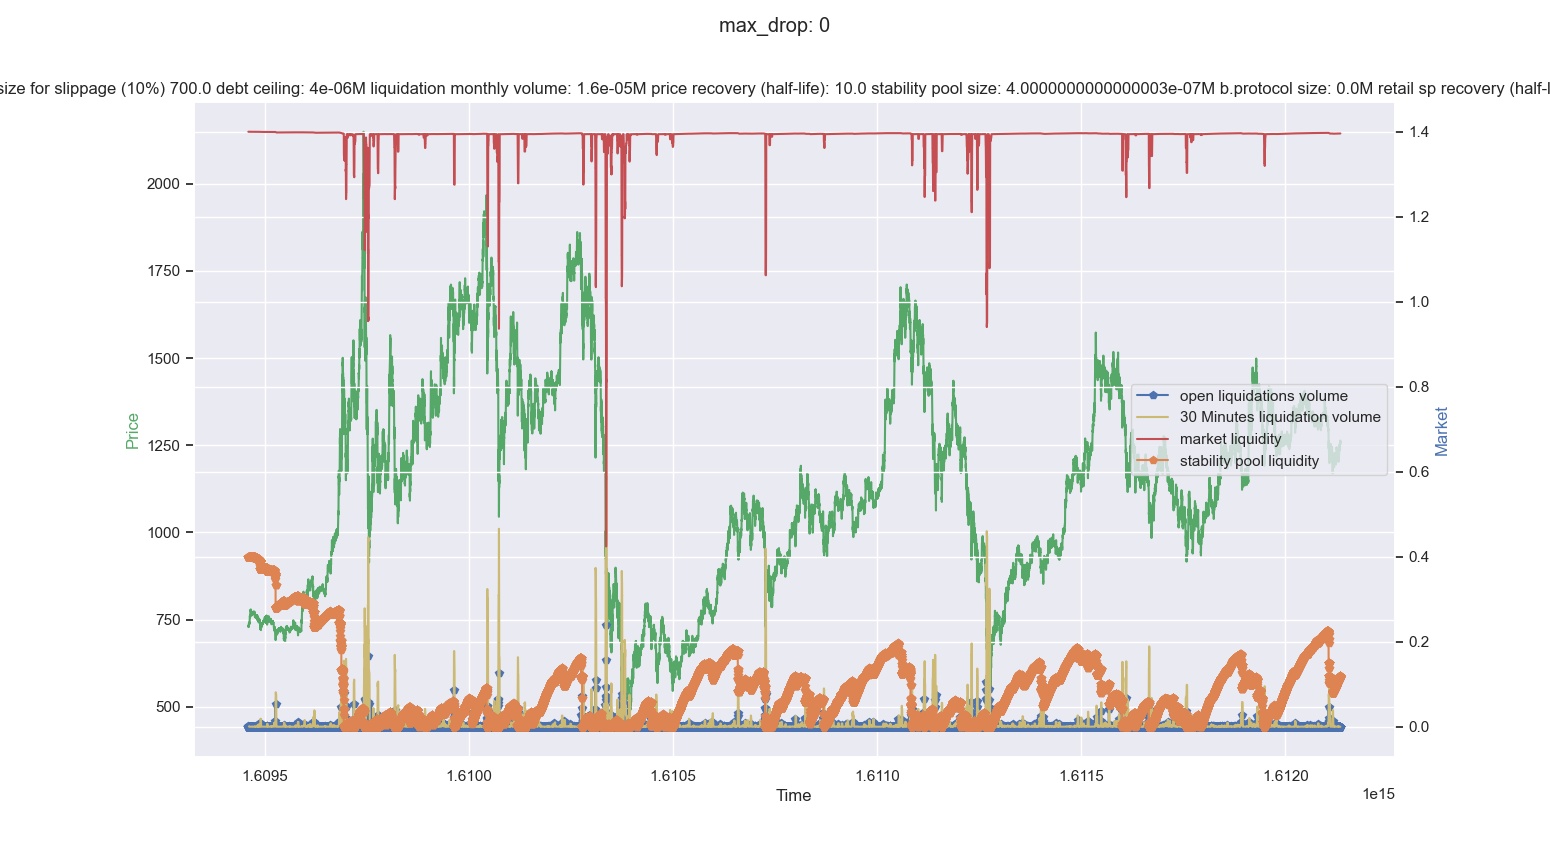 max_drop: 0
size for slippage (10%) 700.0 debt ceiling: 4e-06M liquidation monthly volume: 1.6e-05M price recovery (half-life): 10.0 stability pool size: 4.0000000000000003e-07M b.protocol size: 0.0M retail sp recovery (half-l
2000
1750
1500
1250
1000
750
500
Price
1.4
1.2
1.0
0.8
0.6
0.4
0.2
0.0
Market
open liquidations volume
30 Minutes liquidation volume
market liquidity
stability pool liquidity
1.6095
1.6100
1.6105
1.6110
1.6115
1.6120
Time
1e15